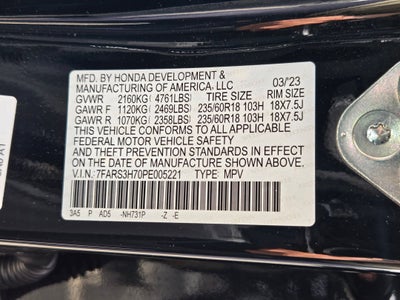 MFD. BY HONDA DEVELOPMENT &
MANUFACTURING OF AMERICA, LLC 03/23
GVWR 2160KG( 4761LBS) TIRE SIZE RIM SIZE
GAWR F 1120KG( 2469LBS) 235/60R18 103H 18X7.5J
GAWR R 1070KG( 2358LBS) 235/60R18 103H 18X7.5J
THIS VEHICLE CONFORMS TO ALL APPLICABLE
FEDERAL MOTOR VEHICLE SAFETY
AND THEFT PREVENTION STANDARDS IN EFFECT
ON THE DATE OF MANUFACTURE SHOWN ABOVE.
V.I.N.: 7FARS3H70PE005221 TYPE: MPV
3A5 P AD5 -NH731P -Z -E